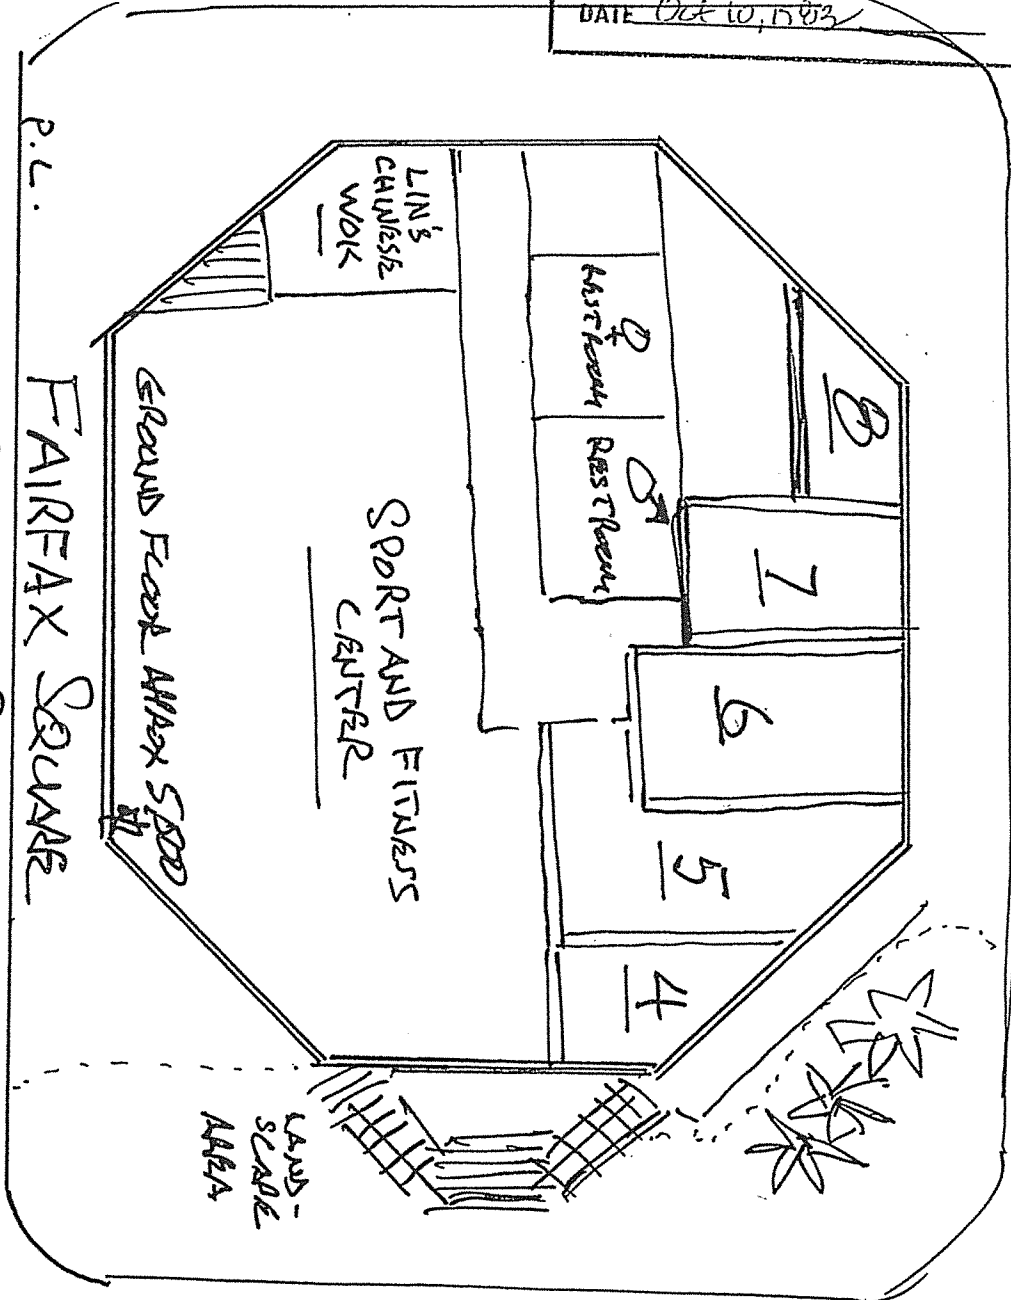 DATE Oct 10, 1983
P.L.
LIN'S
CHINESE
WOK
♀
RESTROOM
♂
RESTROOM
8
7
6
5
4
SPORT AND FITNESS
CENTER
GROUND FLOOR APPROX
LAND-
SCAPE
AREA
FAIRFAX SQUARE